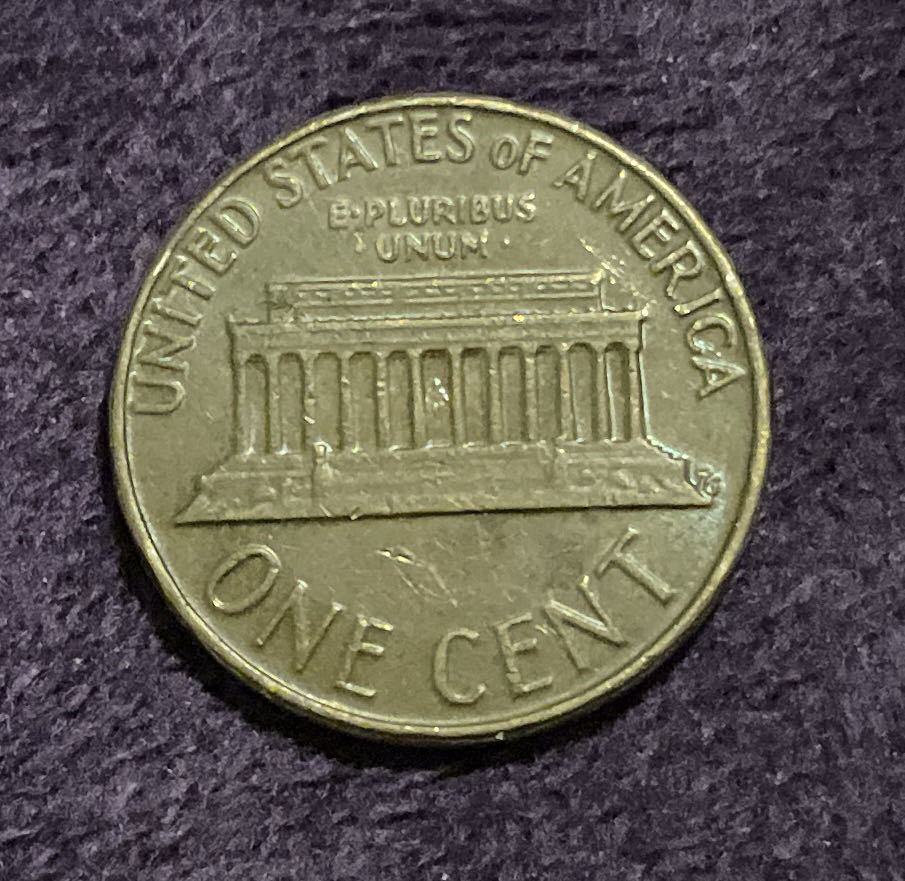 UNITED STATES OF AMERICA
E·PLURIBUS
UNUM
ONE CENT